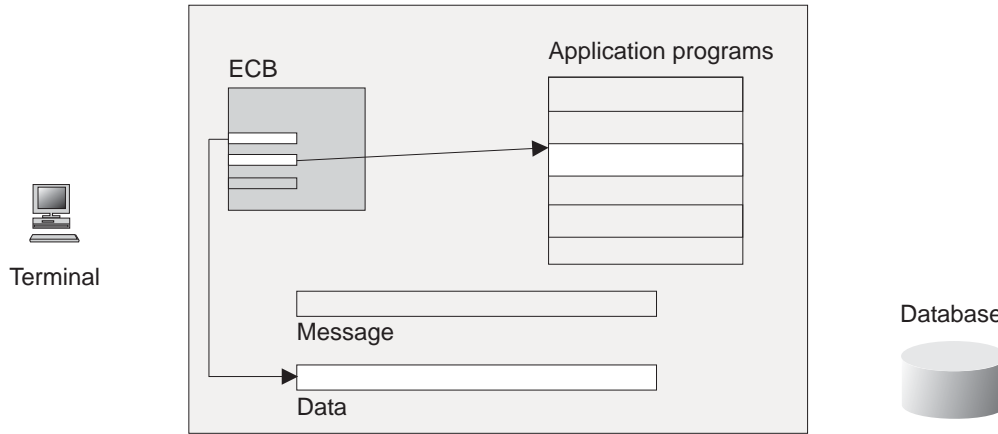 ECB
Application programs
Terminal
Message
Database
Data